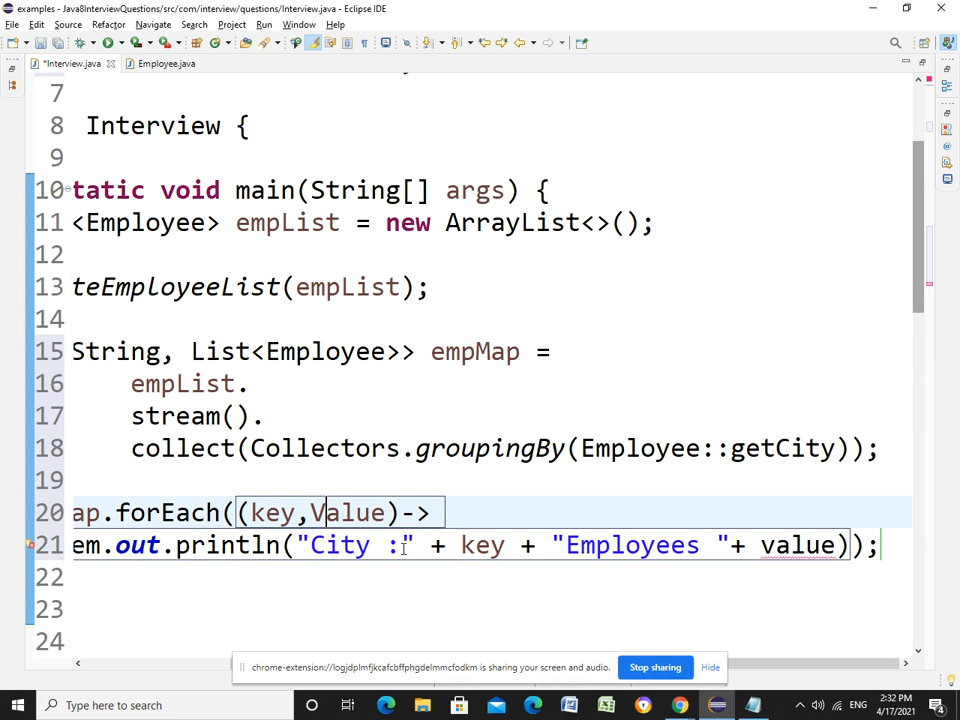 examples - Java8InterviewQuestions/src/com/interview/questions/Interview.java - Eclipse IDE
File Edit Source Refactor Navigate Search Project Run Window Help
*Interview.java Employee.java
7
8 Interview {
9
10 tatic void main(String[] args) {
11 <Employee> empList = new ArrayList<>();
12
13 teEmployeeList(empList);
14
15 String, List<Employee>> empMap =
16 empList.
17 stream().
18 collect(Collectors.groupingBy(Employee::getCity));
19
20 ap.forEach((key,Value)->
21 em.out.println("City :" + key + "Employees "+ value));
22
23
24
chrome-extension://logjdplmfjkcafcbffphgdelmmcfodkm is sharing your screen and audio. Stop sharing Hide
Type here to search
2:32 PM
4/17/2021
4